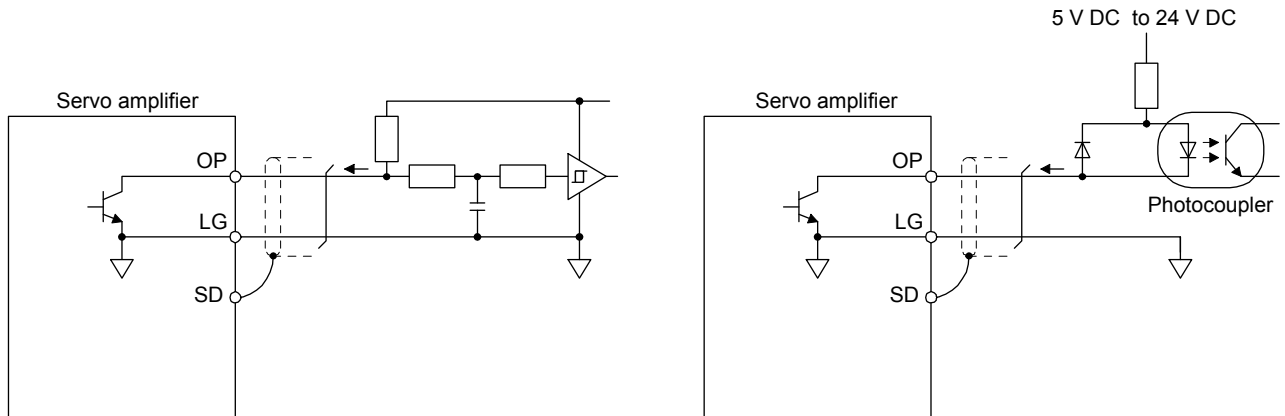 Servo amplifier
OP
LG
SD
5 V DC to 24 V DC
Servo amplifier
OP
LG
SD
Photocoupler